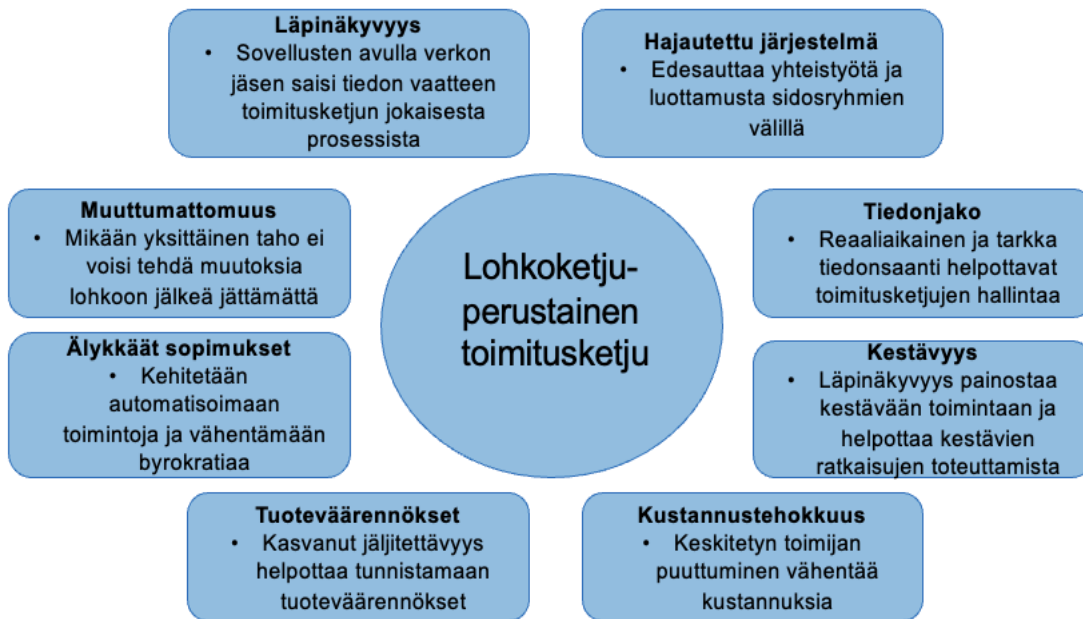 Läpinäkyvyys
• Sovellusten avulla verkon
jäsen saisi tiedon vaatteen
toimitusketjun jokaisesta
prosessista
Hajautettu järjestelmä
• Edesauttaa yhteistyötä ja
luottamusta sidosryhmien
välillä
Muuttumattomuus
• Mikään yksittäinen taho ei
voisi tehdä muutoksia
lohkoon jälkeä jättämättä
Lohkoketju-
perustainen
toimitusketju
Tiedonjako
• Reaaliaikainen ja tarkka
tiedonsaanti helpottavat
toimitusketjujen hallintaa
Älykkäät sopimukset
• Kehitetään
automatisoimaan
toimintoja ja vähentämään
byrokratiaa
Kestävyys
• Läpinäkyvyys painostaa
kestävään toimintaan ja
helpottaa kestävien
ratkaisujen toteuttamista
Tuoteväärennökset
• Kasvanut jäljitettävyys
helpottaa tunnistamaan
tuoteväärennökset
Kustannustehokkuus
• Keskitetyn toimijan
puuttuminen vähentää
kustannuksia